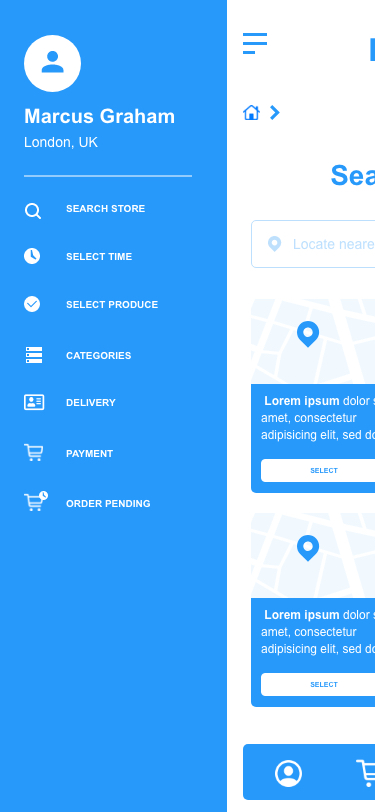 Marcus Graham
London, UK
SEARCH STORE
SELECT TIME
SELECT PRODUCE
CATEGORIES
DELIVERY
PAYMENT
ORDER PENDING
Sea
Locate neare
Lorem ipsum dolor s
amet, consectetur
adipisicing elit, sed do
SELECT
Lorem ipsum dolor s
amet, consectetur
adipisicing elit, sed do
SELECT